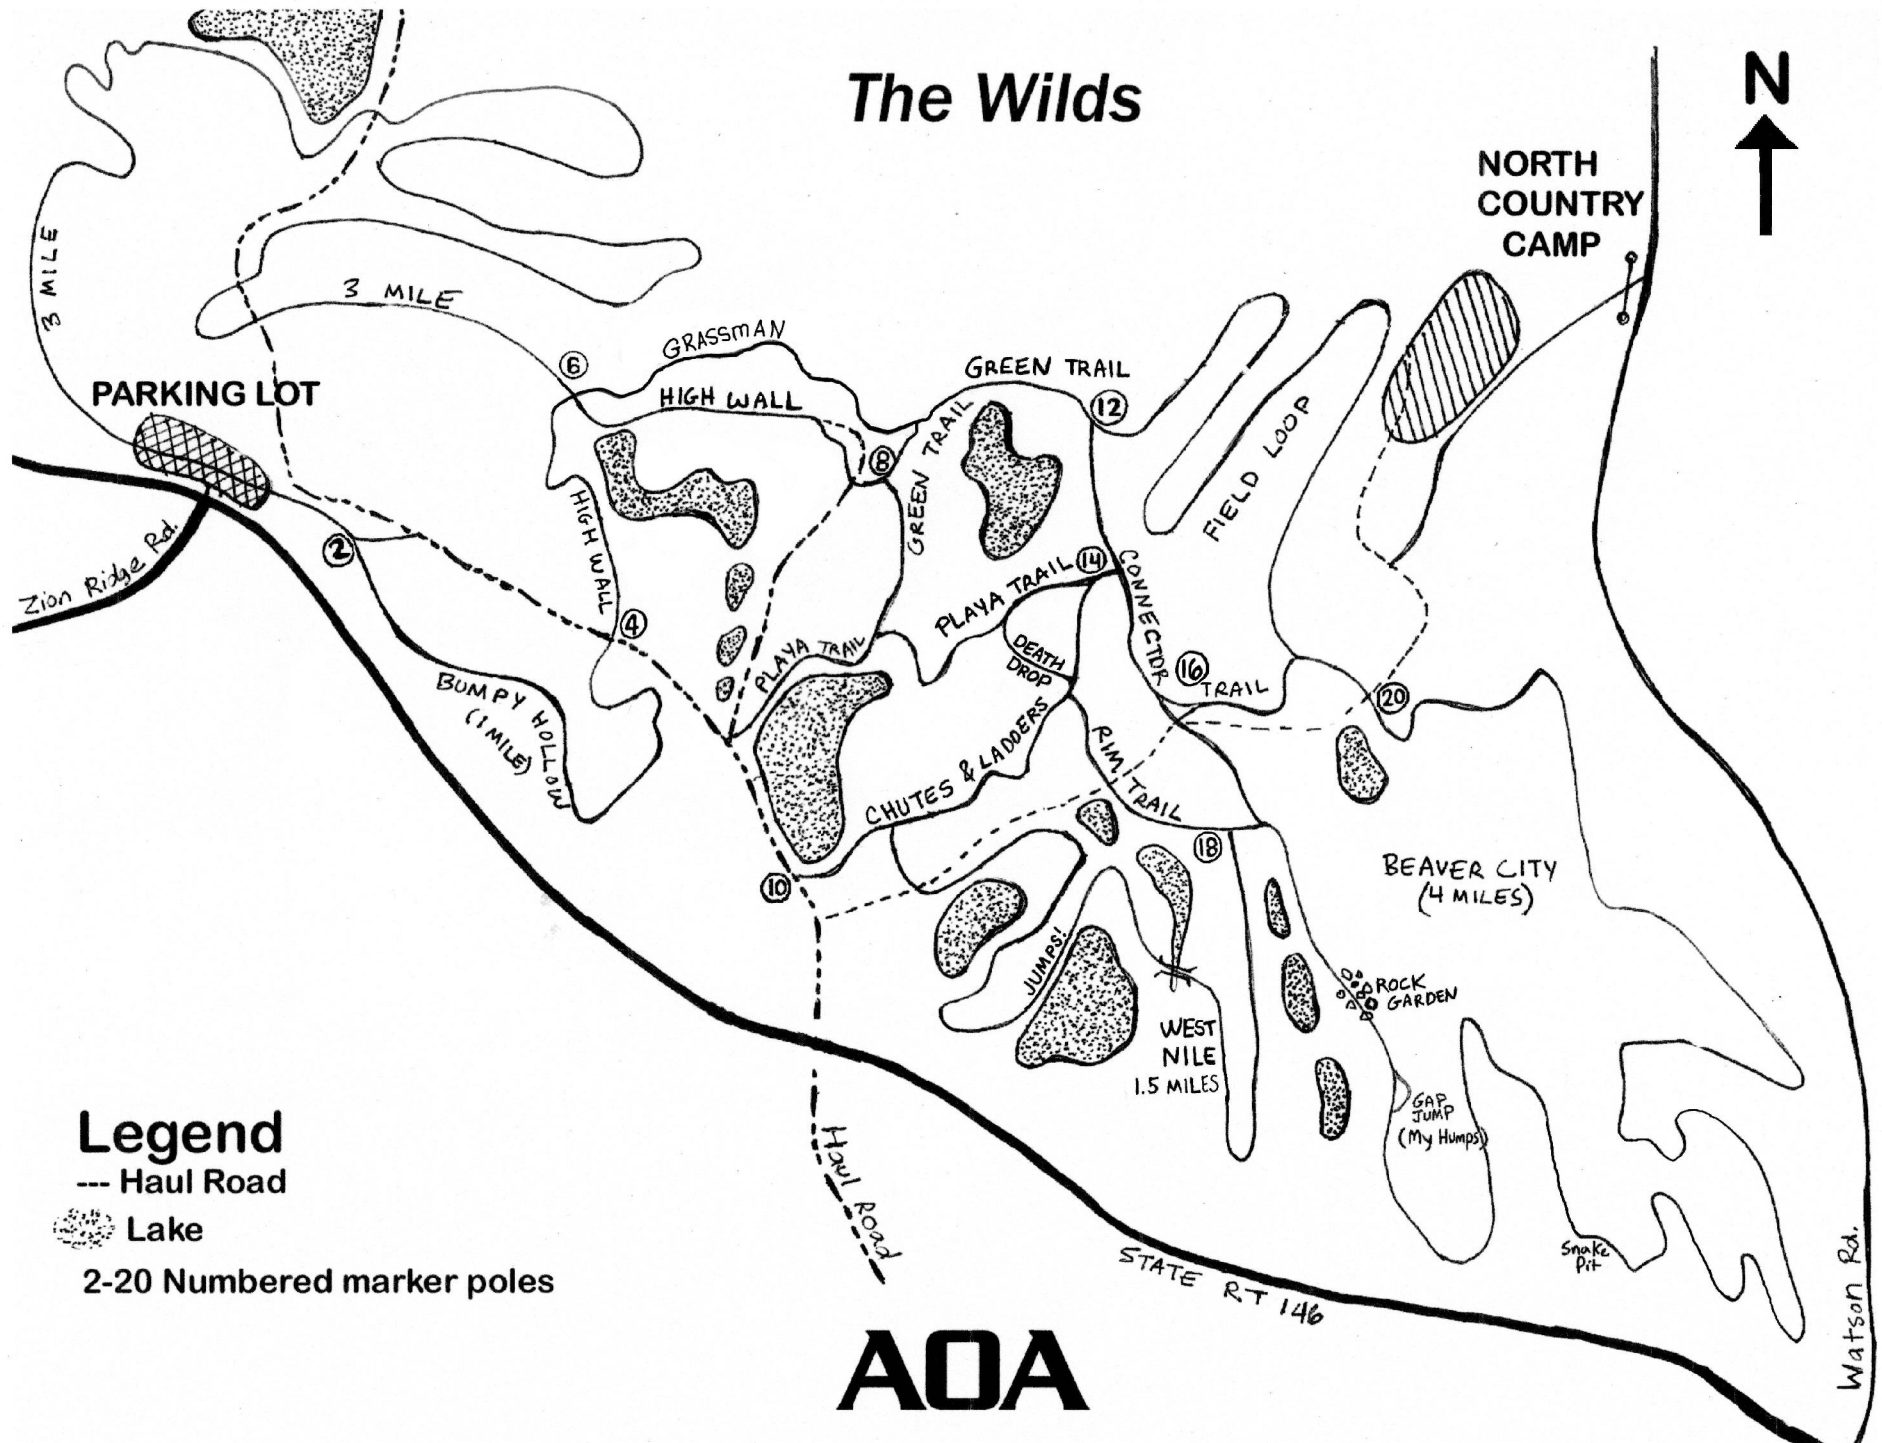 The Wilds
N
NORTH
COUNTRY
CAMP
3 MILE
3 MILE
PARKING LOT
6
GRASSMAN
HIGH WALL
8
GREEN TRAIL
12
GREEN TRAIL
FIELD LOOP
HIGH WALL
2
Zion Ridge Rd.
4
14
PLAYA TRAIL
PLAYA TRAIL
CONNECTOR
TRAIL
16
20
DEATH
DROP
BUMPY HOLLOW
(1 MILE)
CHUTES & LADDERS
RIM TRAIL
10
18
BEAVER CITY
(4 MILES)
JUMPS!
ROCK
GARDEN
WEST
NILE
1.5 MILES
GAP
JUMP
(My Humps)
Snake
Pit
Haul Road
STATE RT 146
Watson Rd.
Legend
--- Haul Road
Lake
2-20 Numbered marker poles
AOA